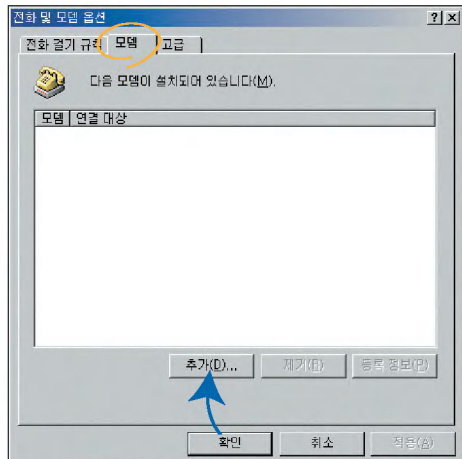 전화 및 모뎀 옵션
전화 걸기 규칙 모뎀 고급
다음 모뎀이 설치되어 있습니다(M).
모뎀 연결 대상
추가(D)... 제거(R) 등록 정보(P)
확인 취소 적용(A)